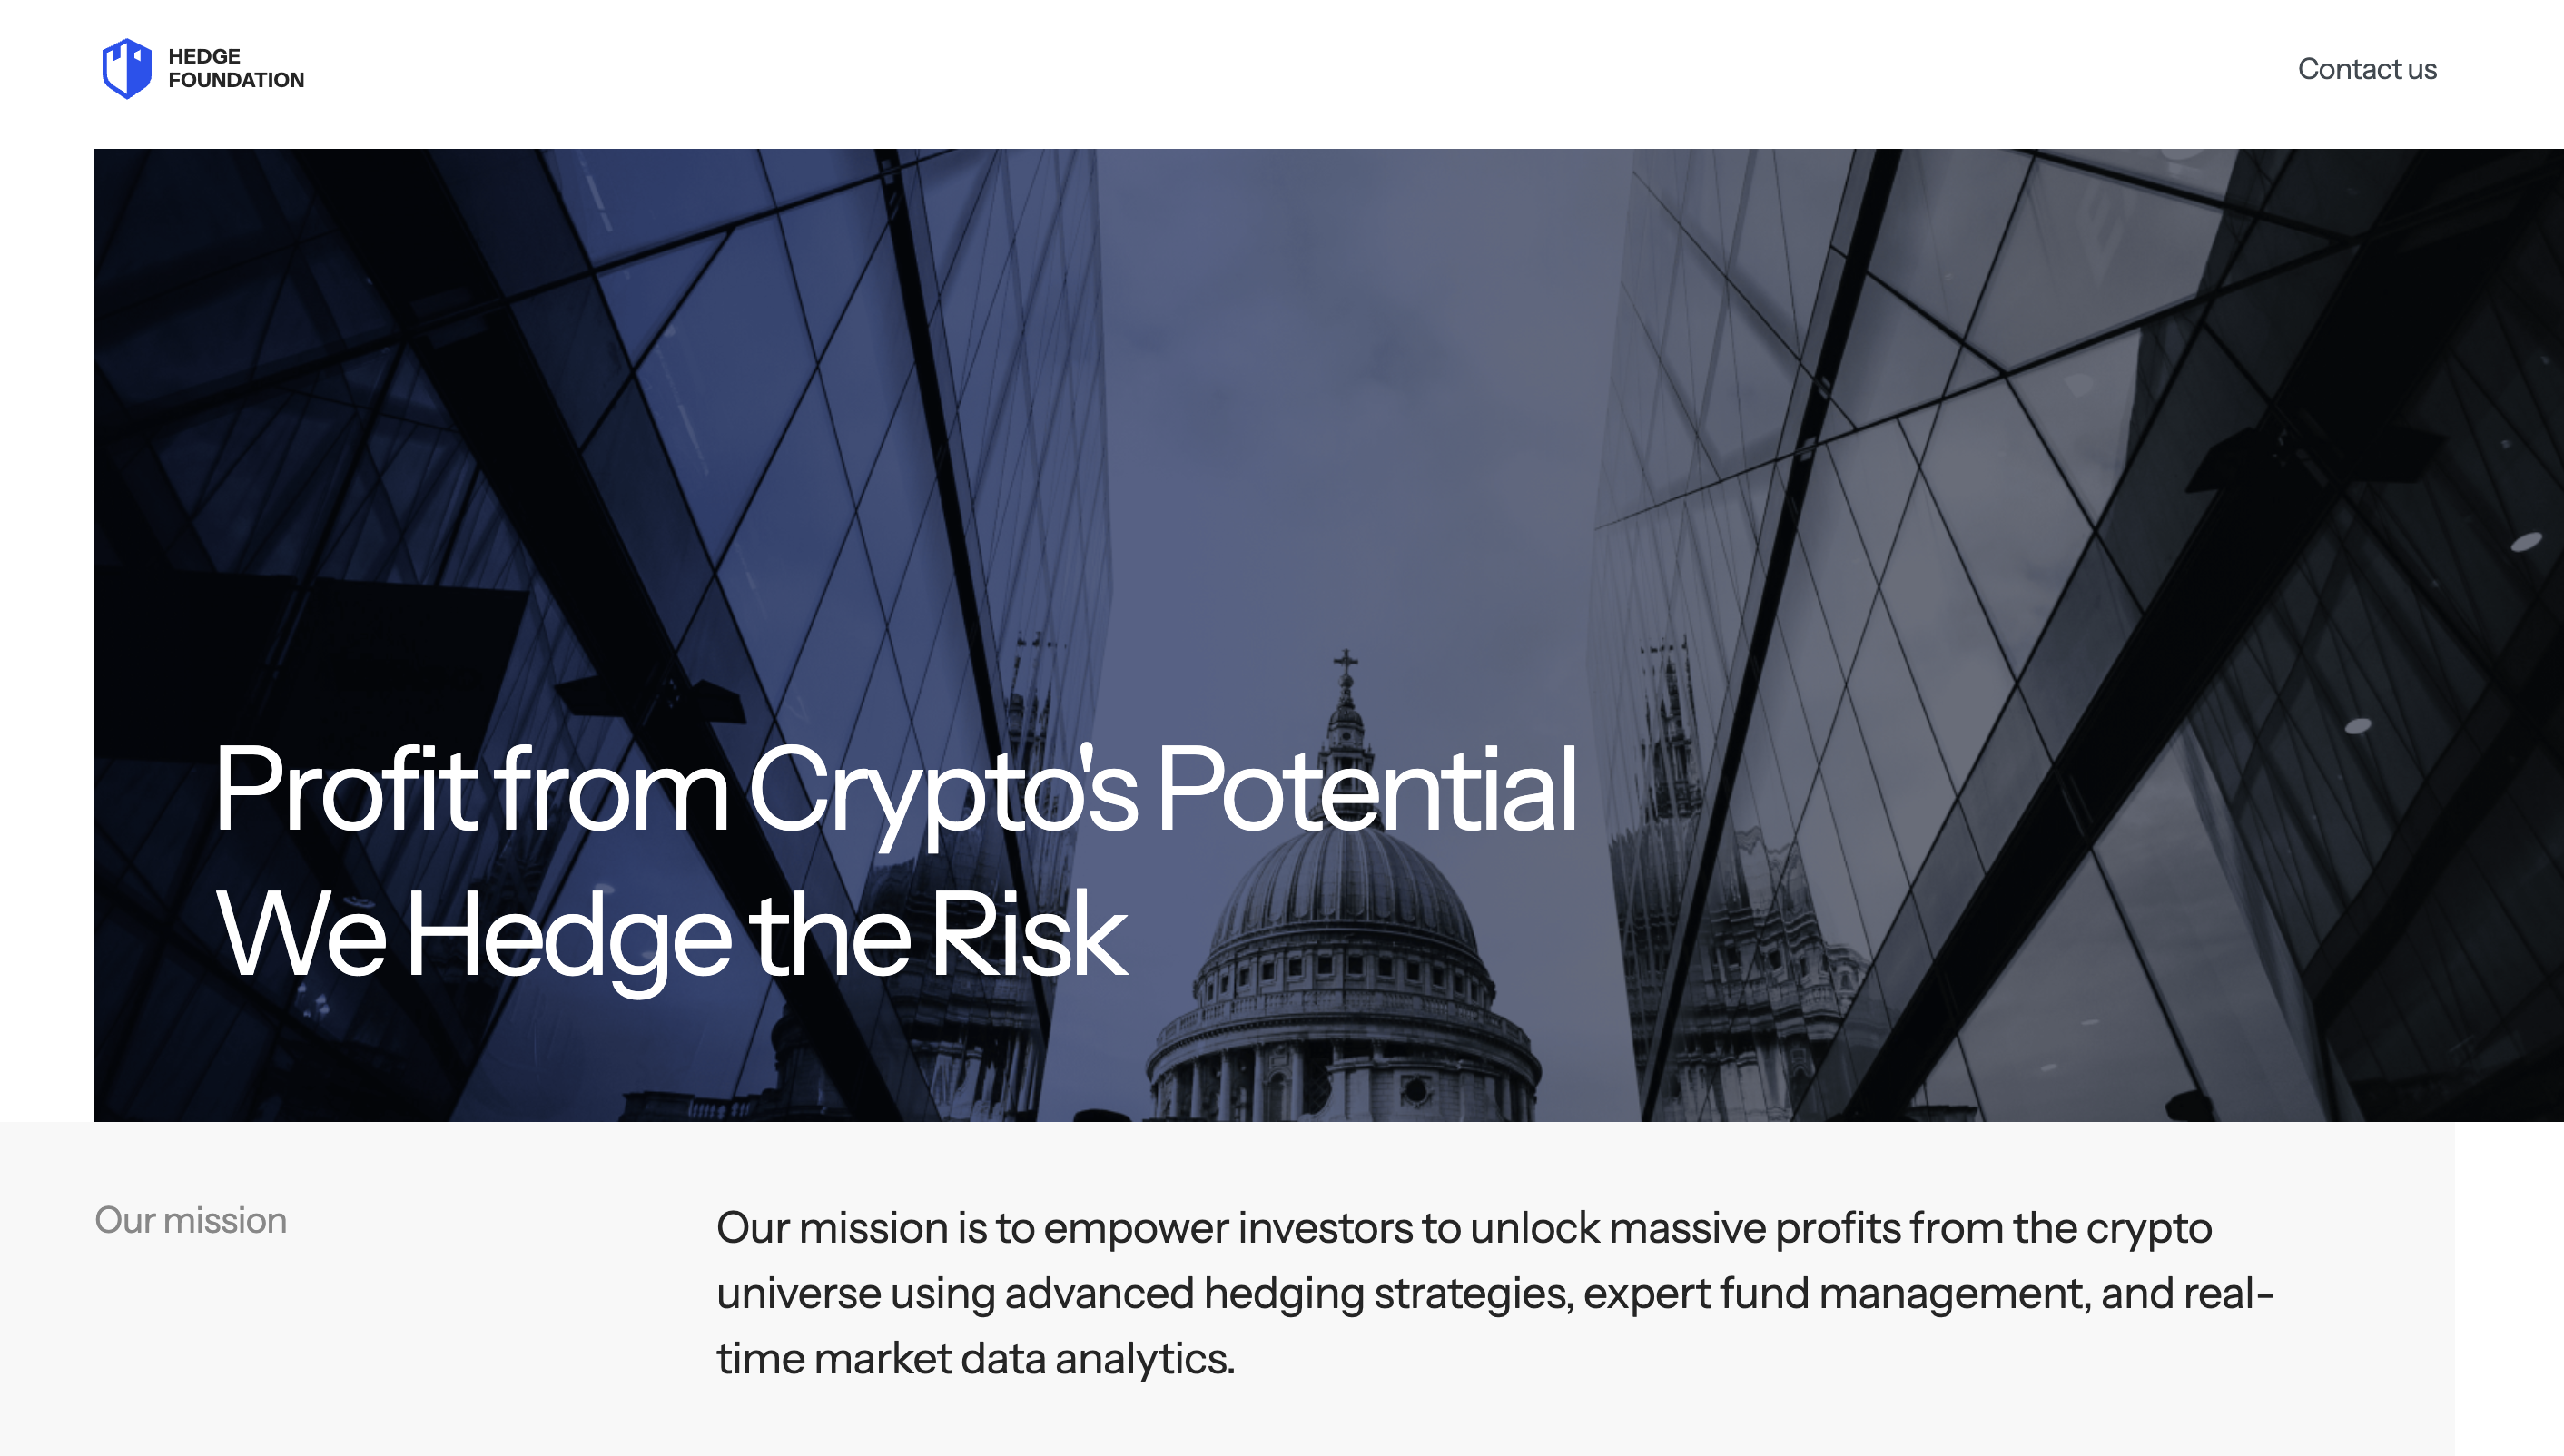 HEDGE
FOUNDATION
Contact us
Profit from Crypto's Potential
We Hedge the Risk
Our mission
Our mission is to empower investors to unlock massive profits from the crypto
universe using advanced hedging strategies, expert fund management, and real-
time market data analytics.